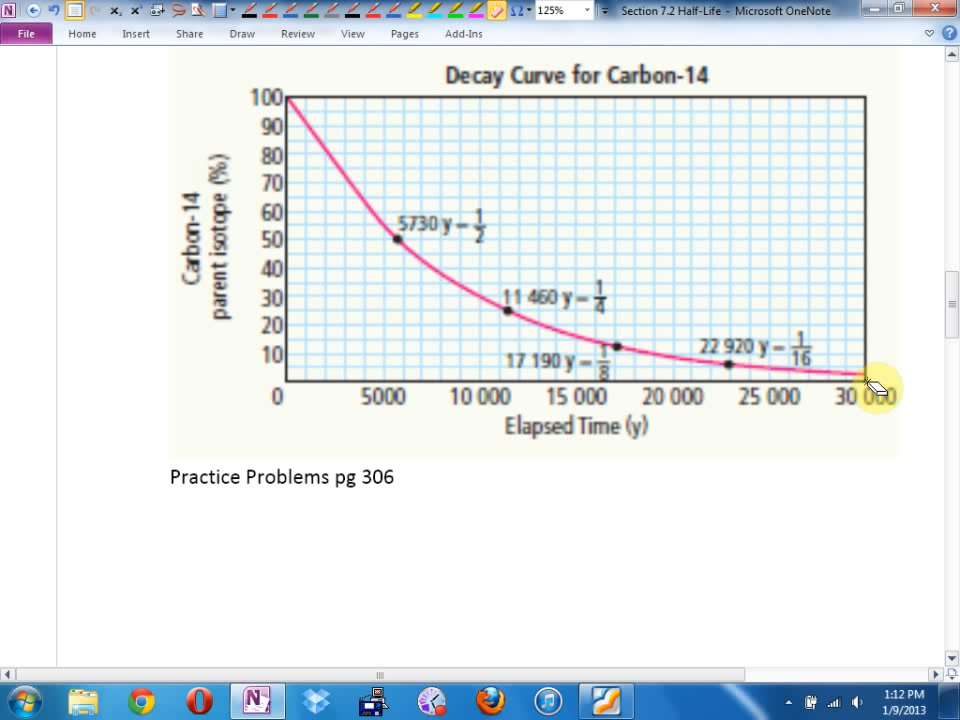 Section 7.2 Half-Life - Microsoft OneNote
125%
File Home Insert Share Draw Review View Pages Add-Ins
Decay Curve for Carbon-14
Carbon-14
parent isotope (%)
100
90
80
70
60
50
40
30
20
10
5730 y – 1/2
11 460 y – 1/4
17 190 y – 1/8
22 920 y – 1/16
0 5000 10 000 15 000 20 000 25 000 30 000
Elapsed Time (y)
Practice Problems pg 306
1:12 PM
1/9/2013